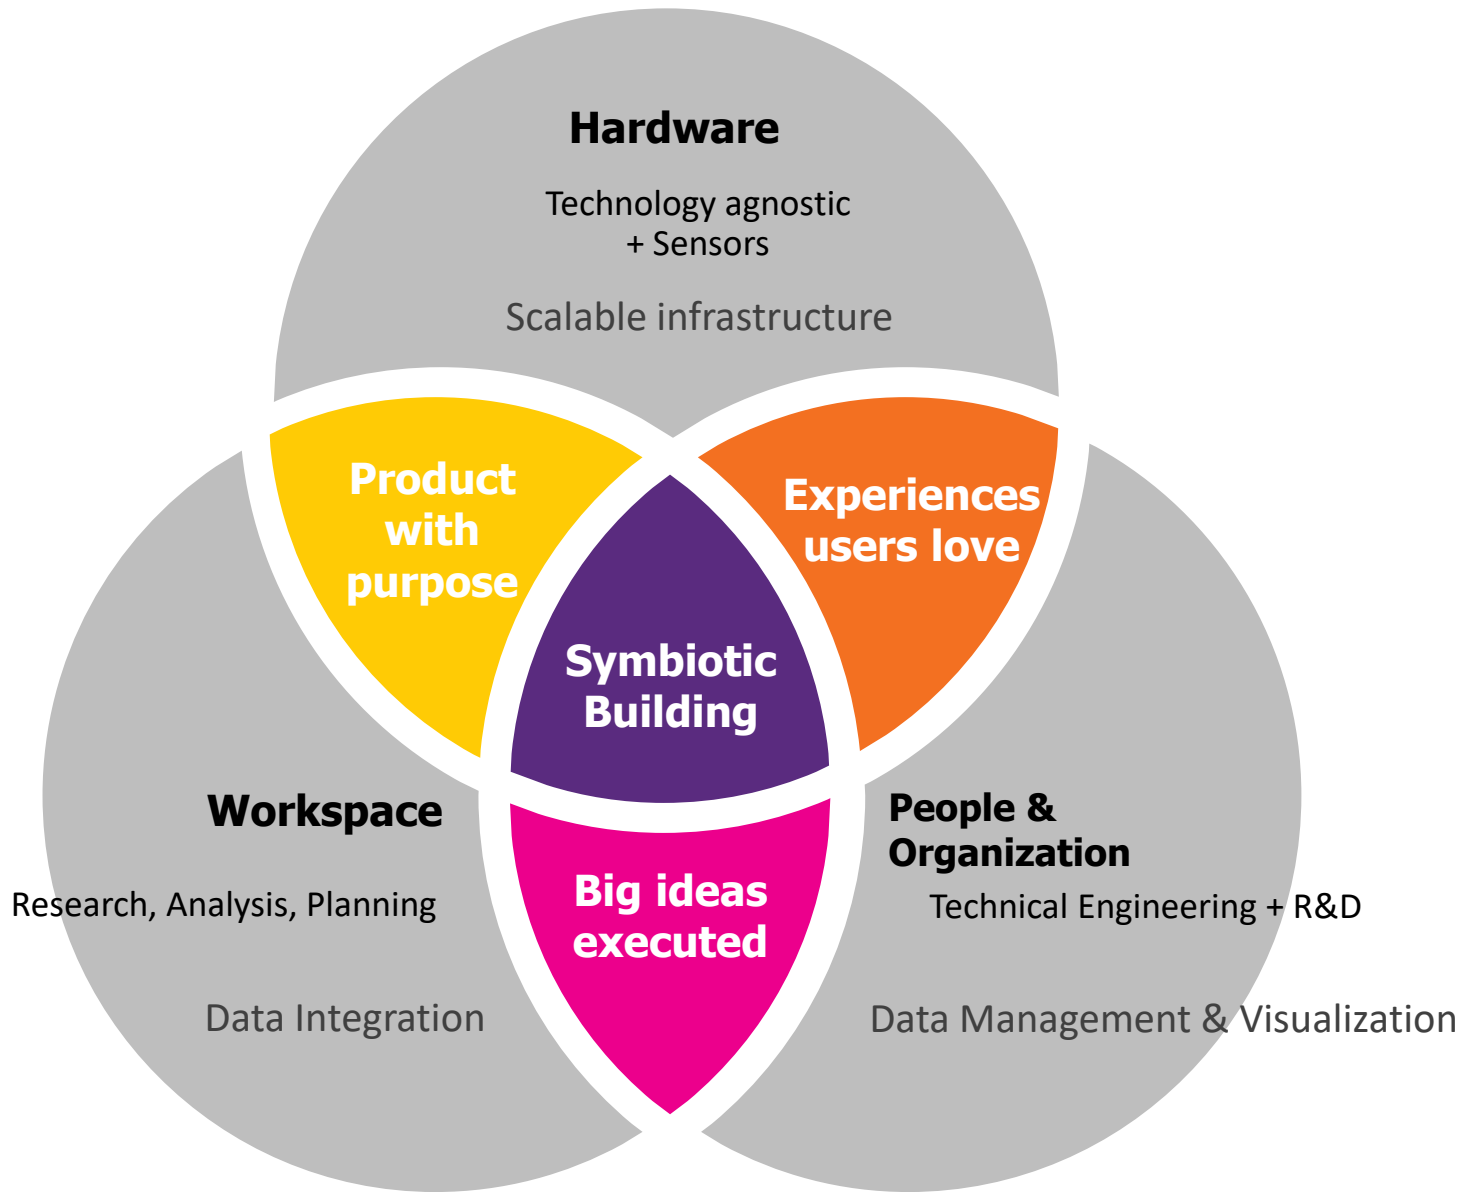 Hardware
Technology agnostic
+ Sensors
Scalable infrastructure
Product
with
purpose
Experiences
users love
Symbiotic
Building
Workspace
Research, Analysis, Planning
Data Integration
Big ideas
executed
People &
Organization
Technical Engineering + R&D
Data Management & Visualization